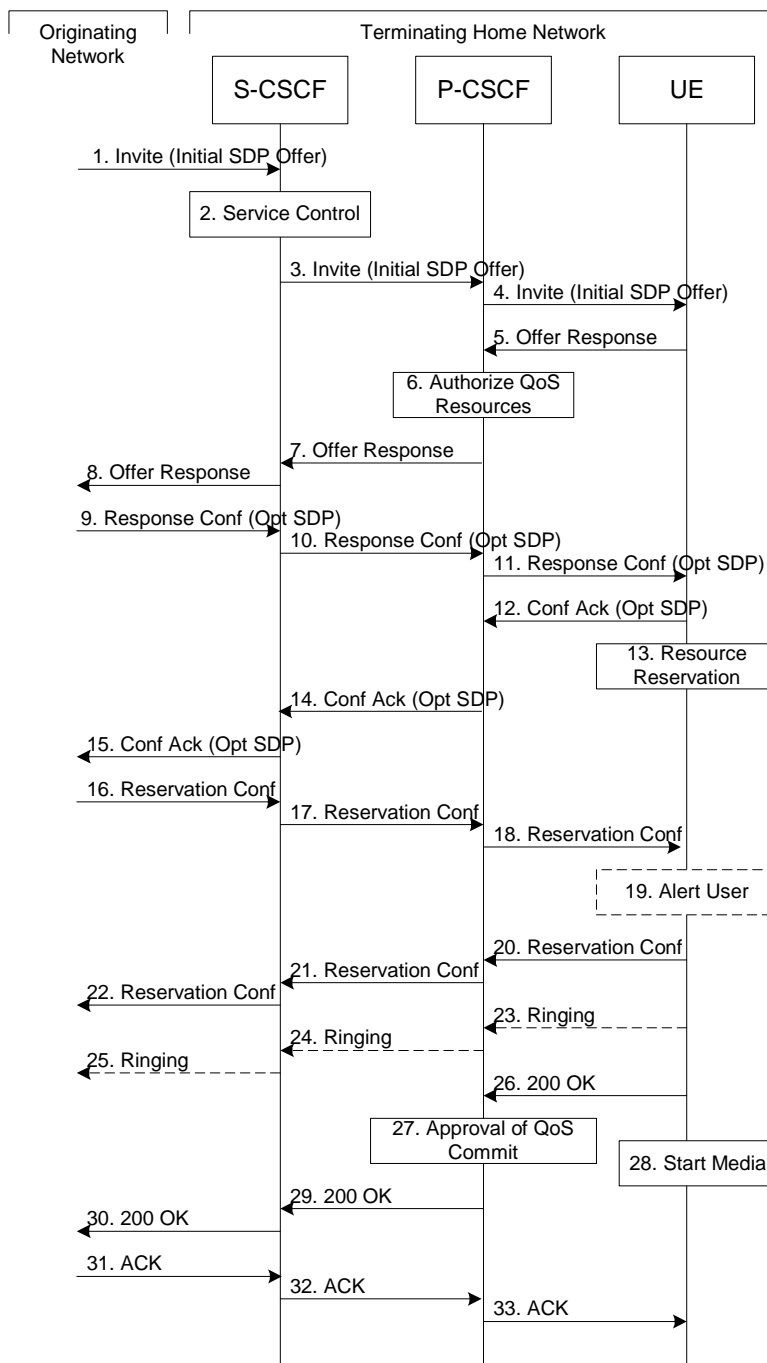 Originating
Network
Terminating Home Network
S-CSCF
P-CSCF
UE
1. Invite (Initial SDP Offer)
2. Service Control
3. Invite (Initial SDP Offer)
4. Invite (Initial SDP Offer)
5. Offer Response
6. Authorize QoS
Resources
7. Offer Response
8. Offer Response
9. Response Conf (Opt SDP)
10. Response Conf (Opt SDP)
11. Response Conf (Opt SDP)
12. Conf Ack (Opt SDP)
13. Resource
Reservation
14. Conf Ack (Opt SDP)
15. Conf Ack (Opt SDP)
16. Reservation Conf
17. Reservation Conf
18. Reservation Conf
19. Alert User
20. Reservation Conf
21. Reservation Conf
22. Reservation Conf
23. Ringing
24. Ringing
25. Ringing
26. 200 OK
27. Approval of QoS
Commit
28. Start Media
29. 200 OK
30. 200 OK
31. ACK
32. ACK
33. ACK